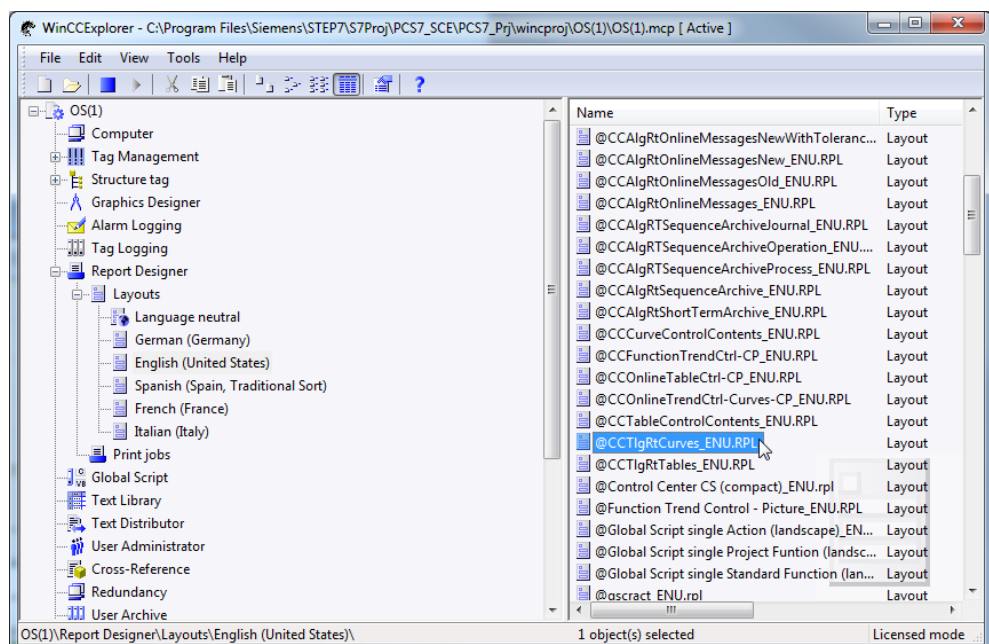 WinCCExplorer - C:\Program Files\Siemens\STEP7\S7Proj\PCS7_SCE\PCS7_Prj\wincproj\OS(1)\OS(1).mcp [ Active ]
File Edit View Tools Help
OS(1)
Computer
Tag Management
Structure tag
Graphics Designer
Alarm Logging
Tag Logging
Report Designer
Layouts
Language neutral
German (Germany)
English (United States)
Spanish (Spain, Traditional Sort)
French (France)
Italian (Italy)
Print jobs
Global Script
Text Library
Text Distributor
User Administrator
Cross-Reference
Redundancy
User Archive
Name Type
@CCAlgRtOnlineMessagesNewWithToleranc... Layout
@CCAlgRtOnlineMessagesNew_ENU.RPL Layout
@CCAlgRtOnlineMessagesOld_ENU.RPL Layout
@CCAlgRtOnlineMessages_ENU.RPL Layout
@CCAlgRTSequenceArchiveJournal_ENU.RPL Layout
@CCAlgRTSequenceArchiveOperation_ENU.... Layout
@CCAlgRTSequenceArchiveProcess_ENU.RPL Layout
@CCAlgRtSequenceArchive_ENU.RPL Layout
@CCAlgRtShortTermArchive_ENU.RPL Layout
@CCCurveControlContents_ENU.RPL Layout
@CCFunctionTrendCtrl-CP_ENU.RPL Layout
@CCOnlineTableCtrl-CP_ENU.RPL Layout
@CCOnlineTrendCtrl-Curves-CP_ENU.RPL Layout
@CCTableControlContents_ENU.RPL Layout
@CCTlgRtCurves_ENU.RPL Layout
@CCTlgRtTables_ENU.RPL Layout
@Control Center CS (compact)_ENU.rpl Layout
@Function Trend Control - Picture_ENU.RPL Layout
@Global Script single Action (landscape)_EN... Layout
@Global Script single Project Funtion (landsc... Layout
@Global Script single Standard Function (lan... Layout
@gscract ENU.rpl Layout
OS(1)\Report Designer\Layouts\English (United States)\ 1 object(s) selected Licensed mode